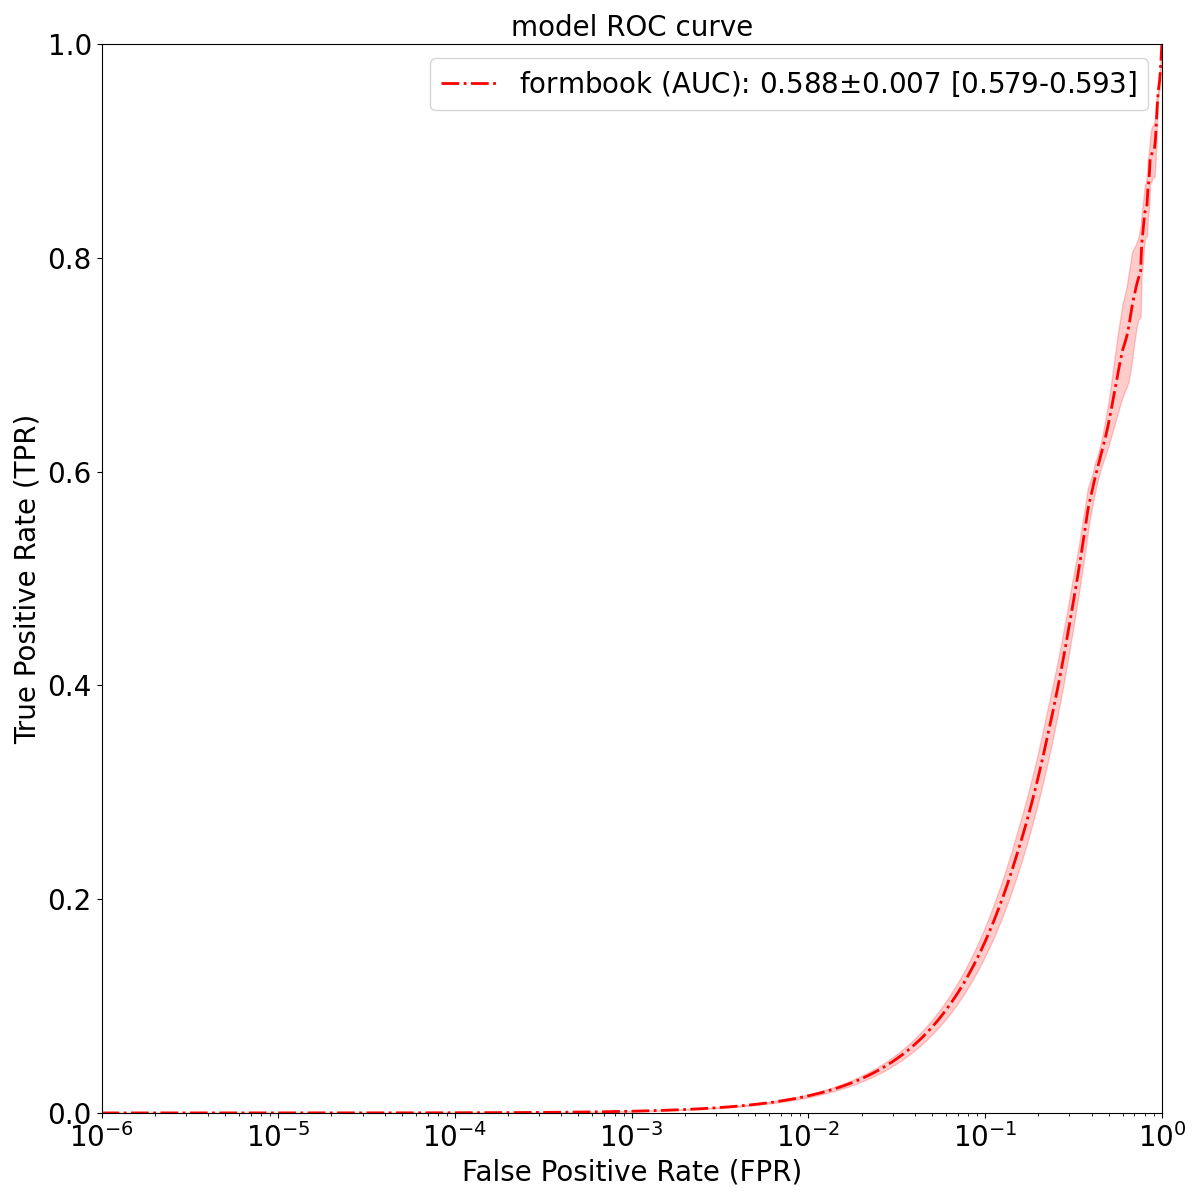 model ROC curve
formbook (AUC): 0.588±0.007 [0.579-0.593]
True Positive Rate (TPR)
1.0
0.8
0.6
0.4
0.2
0.0
10⁻⁶ 10⁻⁵ 10⁻⁴ 10⁻³ 10⁻² 10⁻¹ 10⁰
False Positive Rate (FPR)